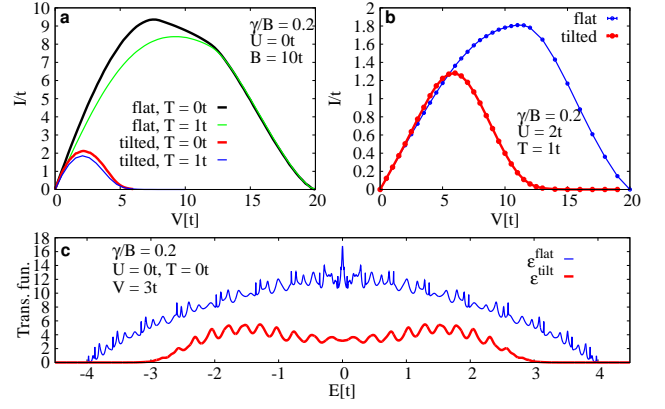 a
γ/B = 0.2
U = 0t
B = 10t
I/t
10
9
8
7
6
5
4
3
2
1
0
flat, T = 0t
flat, T = 1t
tilted, T = 0t
tilted, T = 1t
0 5 10 15 20
V[t]
b
flat
tilted
I/t
2
1.8
1.6
1.4
1.2
1
0.8
0.6
0.4
0.2
0
γ/B = 0.2
U = 2t
T = 1t
0 5 10 15 20
V[t]
c
γ/B = 0.2
U = 0t, T = 0t
V = 3t
Trans. fun.
18
16
14
12
10
8
6
4
2
0
ε^flat
ε^tilt
-4 -3 -2 -1 0 1 2 3 4
E[t]